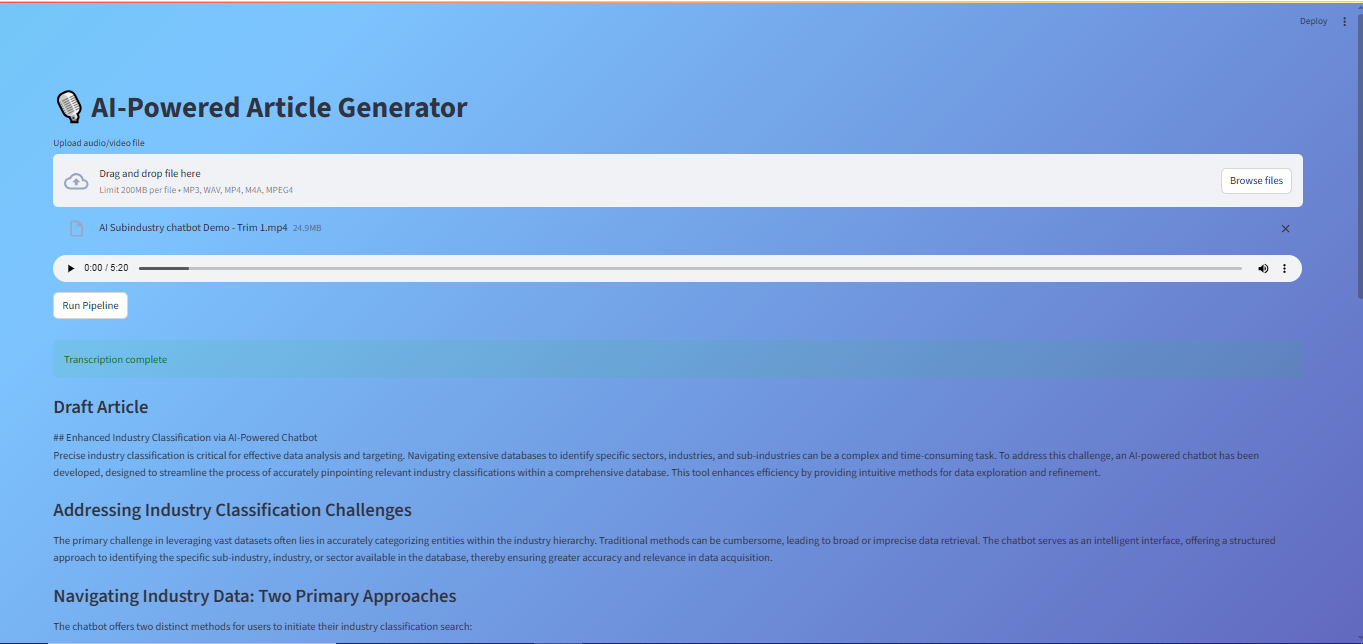 Deploy
AI-Powered Article Generator
Upload audio/video file
Drag and drop file here
Limit 200MB per file • MP3, WAV, MP4, M4A, MPEG4
Browse files
AI Subindustry chatbot Demo - Trim 1.mp4 24.9MB
0:00 / 5:20
Run Pipeline
Transcription complete
Draft Article
## Enhanced Industry Classification via AI-Powered Chatbot
Precise industry classification is critical for effective data analysis and targeting. Navigating extensive databases to identify specific sectors, industries, and sub-industries can be a complex and time-consuming task. To address this challenge, an AI-powered chatbot has been
developed, designed to streamline the process of accurately pinpointing relevant industry classifications within a comprehensive database. This tool enhances efficiency by providing intuitive methods for data exploration and refinement.
Addressing Industry Classification Challenges
The primary challenge in leveraging vast datasets often lies in accurately categorizing entities within the industry hierarchy. Traditional methods can be cumbersome, leading to broad or imprecise data retrieval. The chatbot serves as an intelligent interface, offering a structured
approach to identifying the specific sub-industry, industry, or sector available in the database, thereby ensuring greater accuracy and relevance in data acquisition.
Navigating Industry Data: Two Primary Approaches
The chatbot offers two distinct methods for users to initiate their industry classification search: